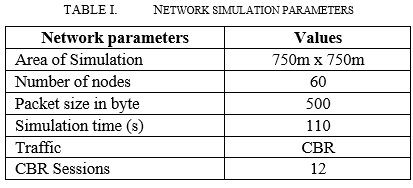 TABLE I. NETWORK SIMULATION PARAMETERS
Network parameters Values
Area of Simulation 750m x 750m
Number of nodes 60
Packet size in byte 500
Simulation time (s) 110
Traffic CBR
CBR Sessions 12